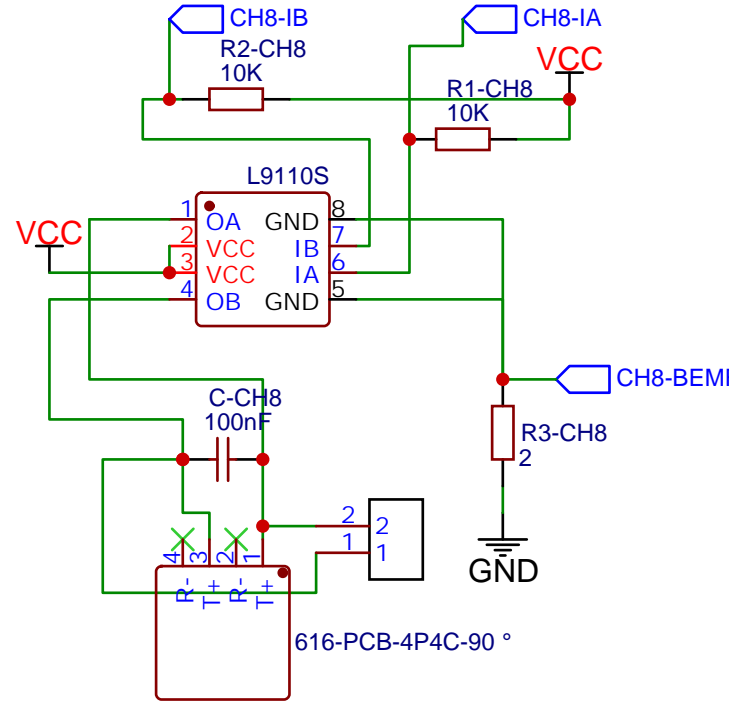 CH8-IB
CH8-IA
R2-CH8
10K
VCC
R1-CH8
10K
L9110S
VCC
1 OA GND 8
2 VCC IB 7
3 VCC IA 6
4 OB GND 5
CH8-BEM
C-CH8
100nF
R3-CH8
2
2 2
1 1
GND
4 3 2 1
R- T+ R- T+
616-PCB-4P4C-90 °